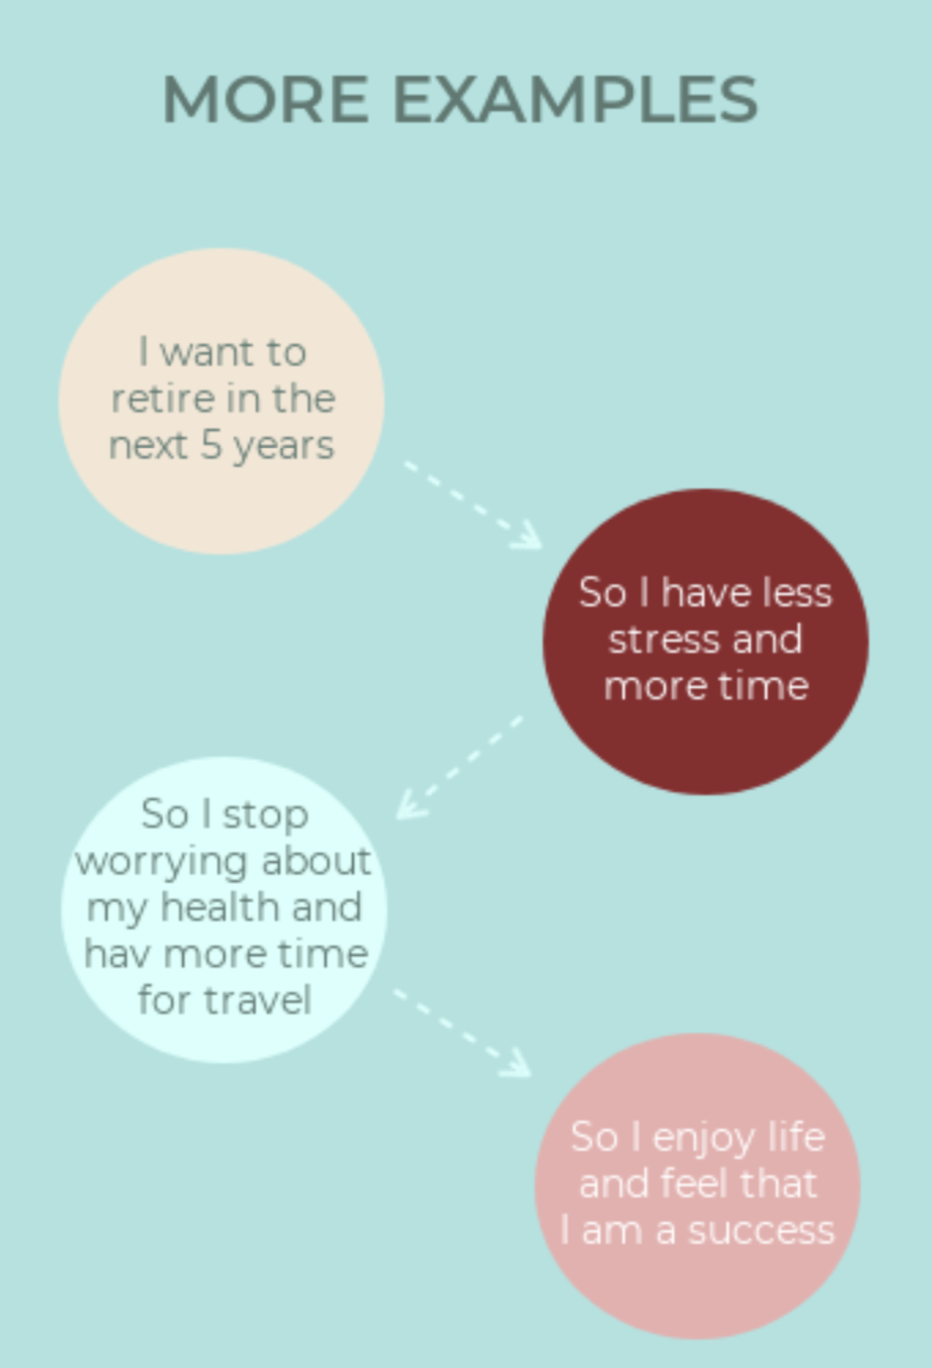 MORE EXAMPLES
I want to
retire in the
next 5 years
So I have less
stress and
more time
So I stop
worrying about
my health and
hav more time
for travel
So I enjoy life
and feel that
I am a success